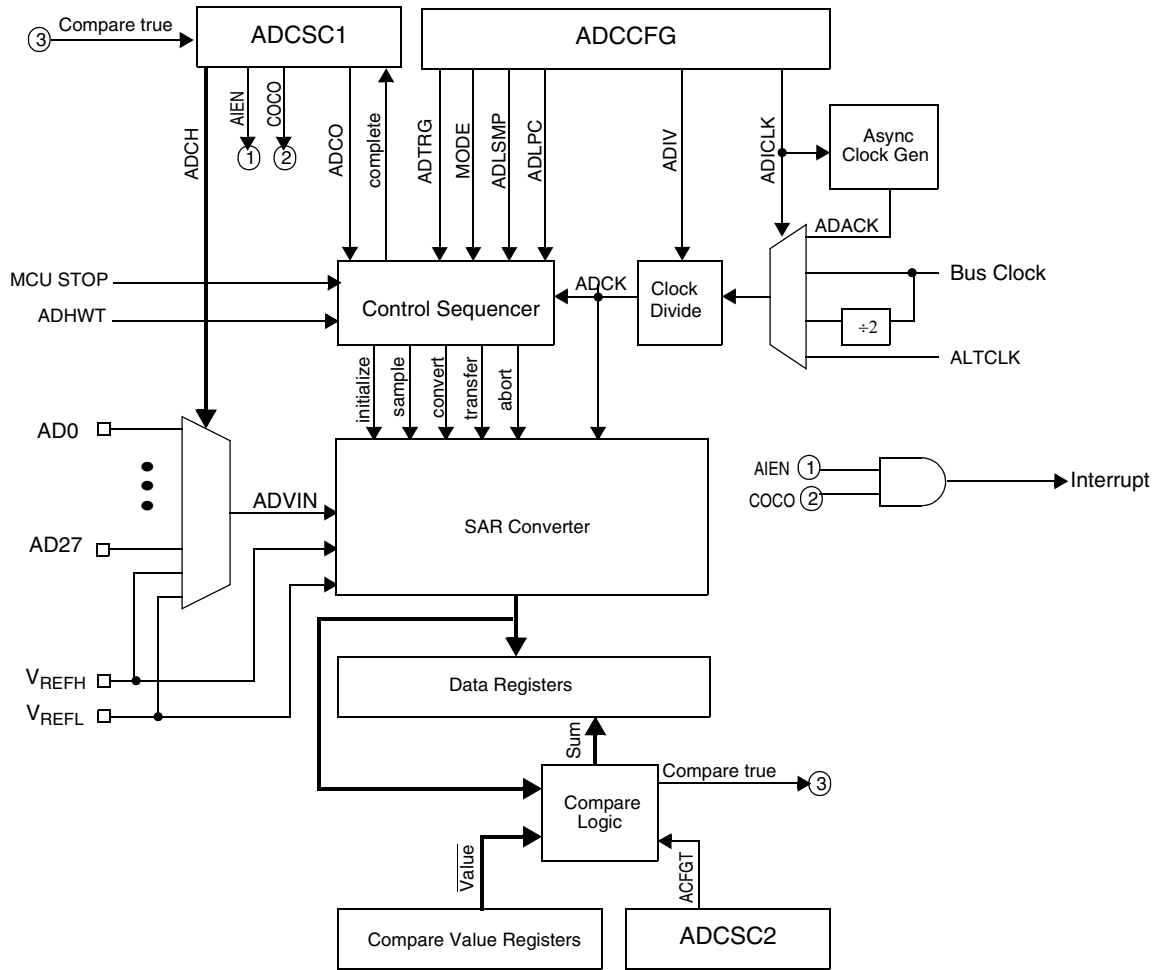 3 Compare true
ADCSC1
ADCCFG
ADCH
AIEN
COCO
1
2
ADCO
complete
ADTRG
MODE
ADLSMP
ADLPC
ADIV
ADICLK
Async
Clock Gen
ADACK
MCU STOP
ADHWT
Control Sequencer
ADCK
Clock
Divide
Bus Clock
÷2
ALTCLK
initialize
sample
convert
transfer
abort
AD0
AD27
ADVIN
SAR Converter
AIEN 1
COCO 2
Interrupt
VREFH
VREFL
Data Registers
Sum
Compare true
3
Compare
Logic
Value
ACFGT
Compare Value Registers
ADCSC2